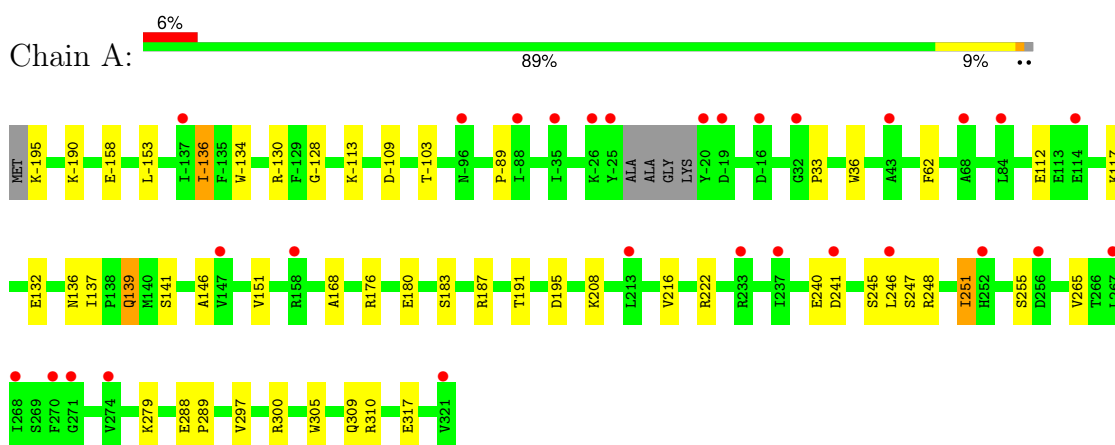 6%
Chain A:
89% 9% ••
MET K-195 K-190 E-158 L-153 I-137 I-136 F-135 W-134 R-130 F-129 G-128 K-113 D-109 T-103 N-96 P-89 I-88 I-35 K-26 Y-25 ALA ALA GLY LYS Y-20 D-19 D-16 G32 P33 W36 A43 F62 A68 L84 E112 E113 E114 K117
E132 N136 I137 P138 Q139 M140 S141 A146 V147 V151 R158 A168 R176 E180 S183 R187 T191 D195 K208 L213 V216 R222 R233 I237 E240 D241 S245 L246 S247 R248 I251 H252 S255 D256 V265 T266 L267
I268 S269 F270 G271 V274 K279 E288 P289 V297 R300 W305 Q309 R310 E317 V321